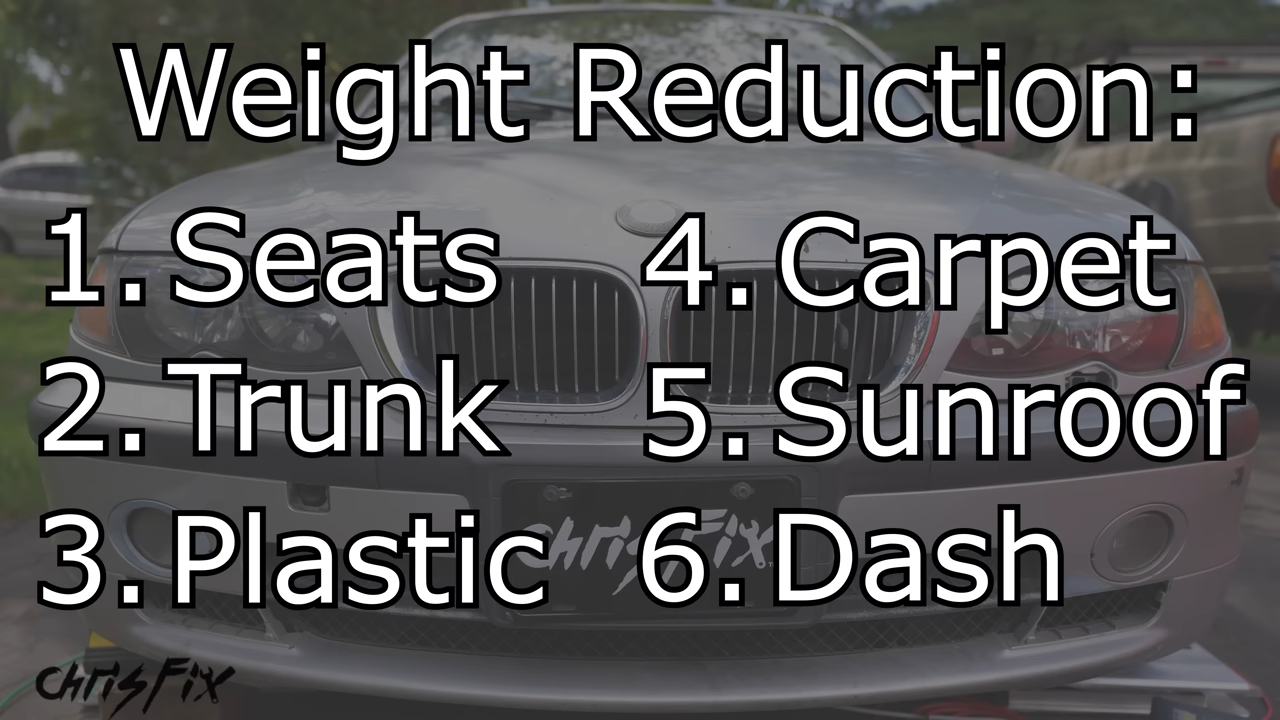 Weight Reduction:
1. Seats
2. Trunk
3. Plastic
4. Carpet
5. Sunroof
6. Dash
ChrisFix
ChrisFix